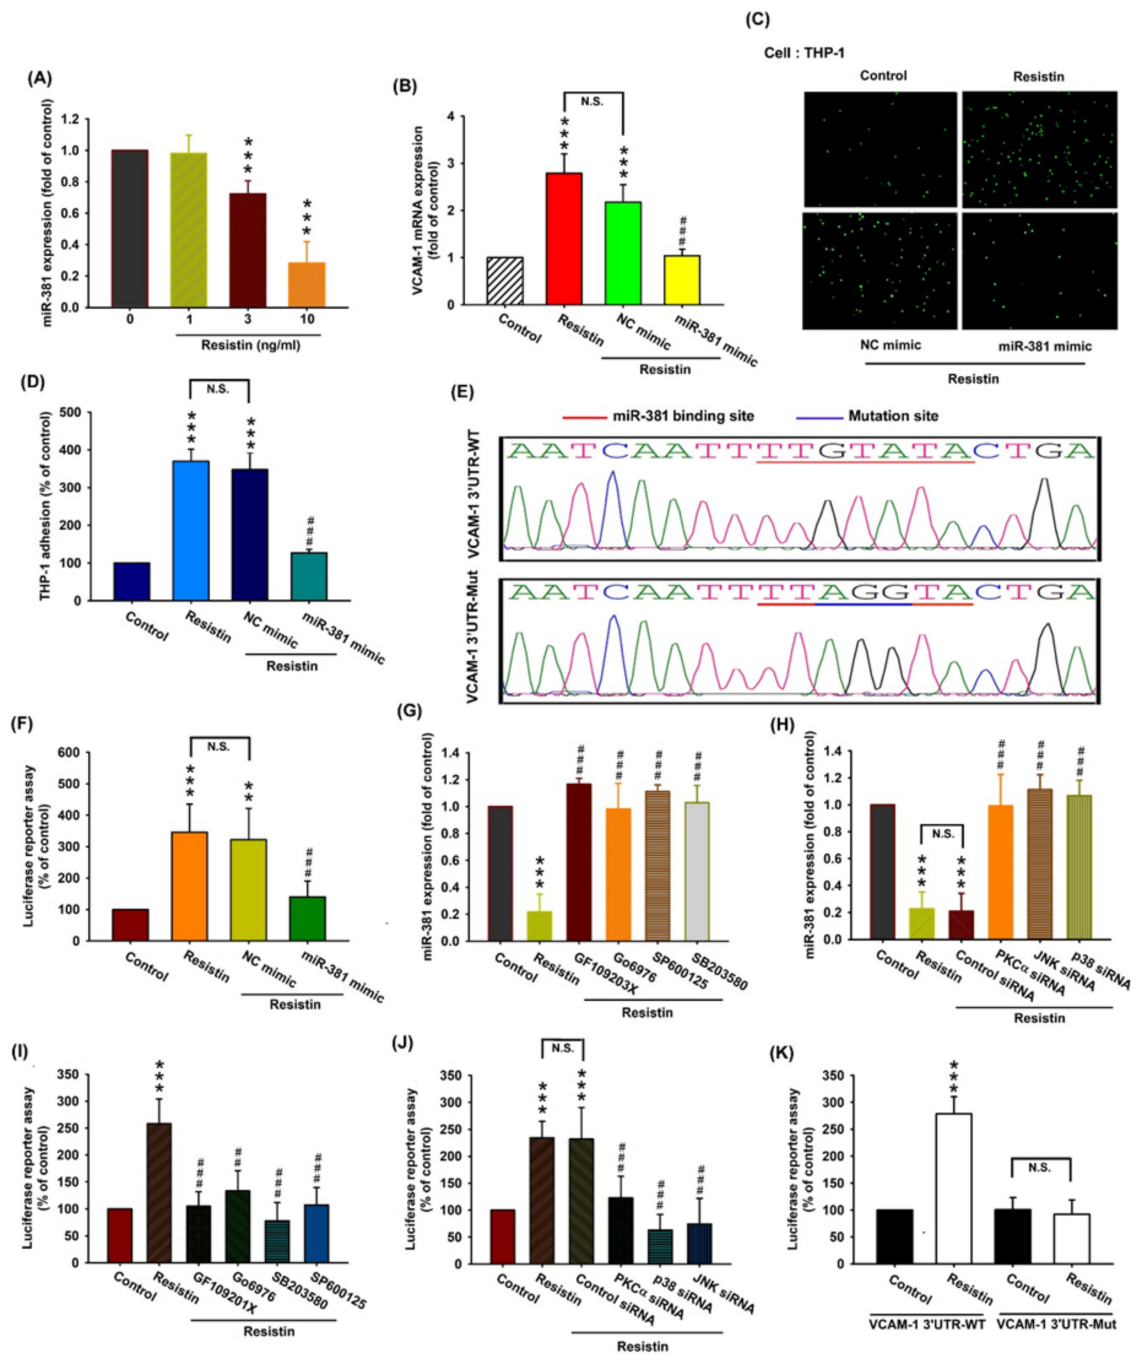 (A)
miR-381 expression (fold of control)
1.2
1.0
0.8
0.6
0.4
0.2
0.0
***
***
0 1 3 10
Resistin (ng/ml)
(B)
VCAM-1 mRNA expression
(fold of control)
4
3
2
1
0
N.S.
***
***
###
Control
Resistin
NC mimic
miR-381 mimic
Resistin
(C)
Cell : THP-1
Control Resistin
NC mimic miR-381 mimic
Resistin
(D)
THP-1 adhesion (% of control)
500
400
300
200
100
0
N.S.
***
***
###
Control
Resistin
NC mimic
miR-381 mimic
Resistin
(E)
miR-381 binding site Mutation site
VCAM-1 3'UTR-WT
AATCAATTTTGTATACTGA
VCAM-1 3'UTR-Mut
AATCAATTTTAGGTACTGA
(F)
Luciferase reporter assay
(% of control)
600
500
400
300
200
100
0
N.S.
***
**
###
Control
Resistin
NC mimic
miR-381 mimic
Resistin
(G)
miR-381 expression (fold of control)
1.4
1.2
1.0
0.8
0.6
0.4
0.2
0.0
***
###
###
###
###
Control
Resistin
GF109203X
Go6976
SP600125
SB203580
Resistin
(H)
miR-381 expression (fold of control)
1.4
1.2
1.0
0.8
0.6
0.4
0.2
0.0
N.S.
***
***
###
###
###
Control
Resistin
Control siRNA
PKCα siRNA
JNK siRNA
p38 siRNA
Resistin
(I)
Luciferase reporter assay
(% of control)
350
300
250
200
150
100
50
0
***
###
##
###
###
Control
Resistin
GF109201X
Go6976
SB203580
SP600125
Resistin
(J)
Luciferase reporter assay
(% of control)
350
300
250
200
150
100
50
0
N.S.
***
***
###
###
###
Control
Resistin
Control siRNA
PKCα siRNA
p38 siRNA
JNK siRNA
Resistin
(K)
Luciferase reporter assay
(% of control)
350
300
250
200
150
100
50
0
***
N.S.
Control
Resistin
Control
Resistin
VCAM-1 3'UTR-WT VCAM-1 3'UTR-Mut